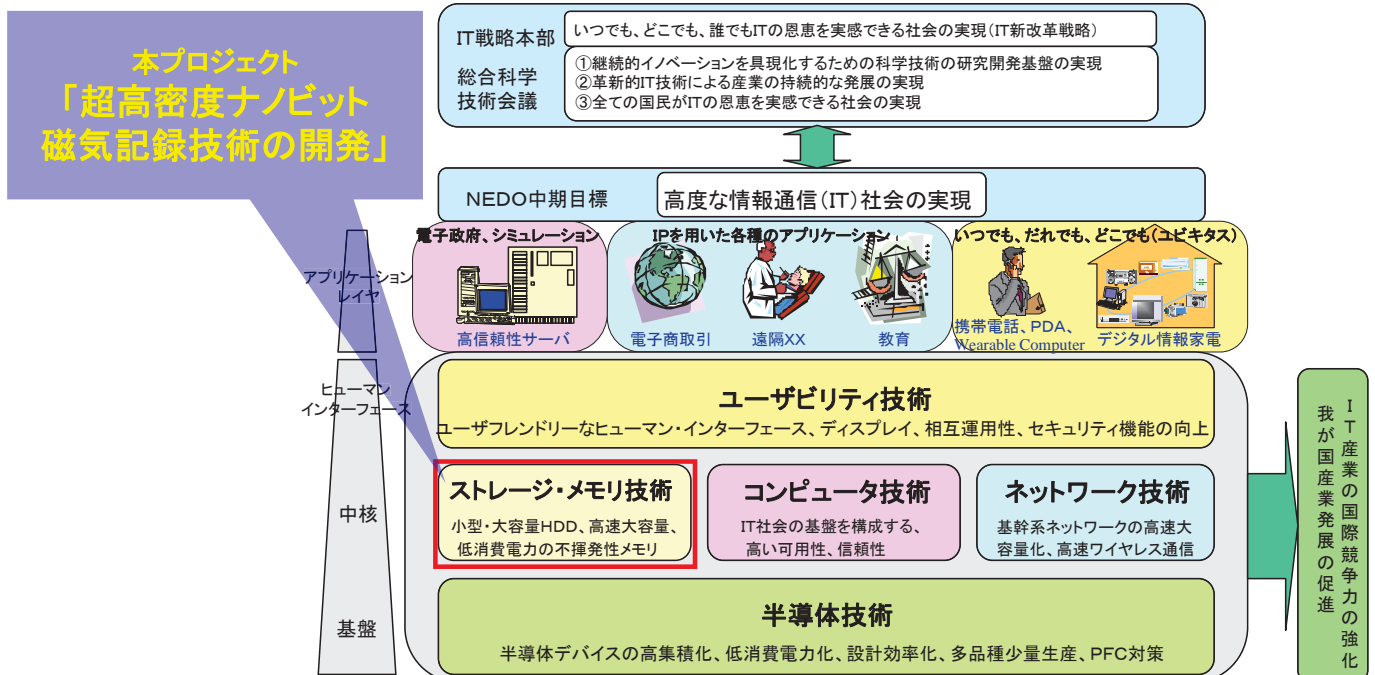 本プロジェクト
「超高密度ナノビット
磁気記録技術の開発」
IT戦略本部
いつでも、どこでも、誰でもITの恩恵を実感できる社会の実現(IT新改革戦略)
総合科学
技術会議
①継続的イノベーションを具現化するための科学技術の研究開発基盤の実現
②革新的IT技術による産業の持続的な発展の実現
③全ての国民がITの恩恵を実感できる社会の実現
NEDO中期目標
高度な情報通信(IT)社会の実現
アプリケーション
レイヤ
電子政府、シミュレーション
高信頼性サーバ
IPを用いた各種のアプリケーション
電子商取引
遠隔XX
教育
いつでも、だれでも、どこでも(ユビキタス)
携帯電話、PDA、
Wearable Computer
デジタル情報家電
ヒューマン
インターフェース
ユーザビリティ技術
ユーザフレンドリーなヒューマン・インターフェース、ディスプレイ、相互運用性、セキュリティ機能の向上
中核
ストレージ・メモリ技術
小型・大容量HDD、高速大容量、
低消費電力の不揮発性メモリ
コンピュータ技術
IT社会の基盤を構成する、
高い可用性、信頼性
ネットワーク技術
基幹系ネットワークの高速大
容量化、高速ワイヤレス通信
基盤
半導体技術
半導体デバイスの高集積化、低消費電力化、設計効率化、多品種少量生産、PFC対策
IT産業の国際競争力の強化
我が国産業発展の促進